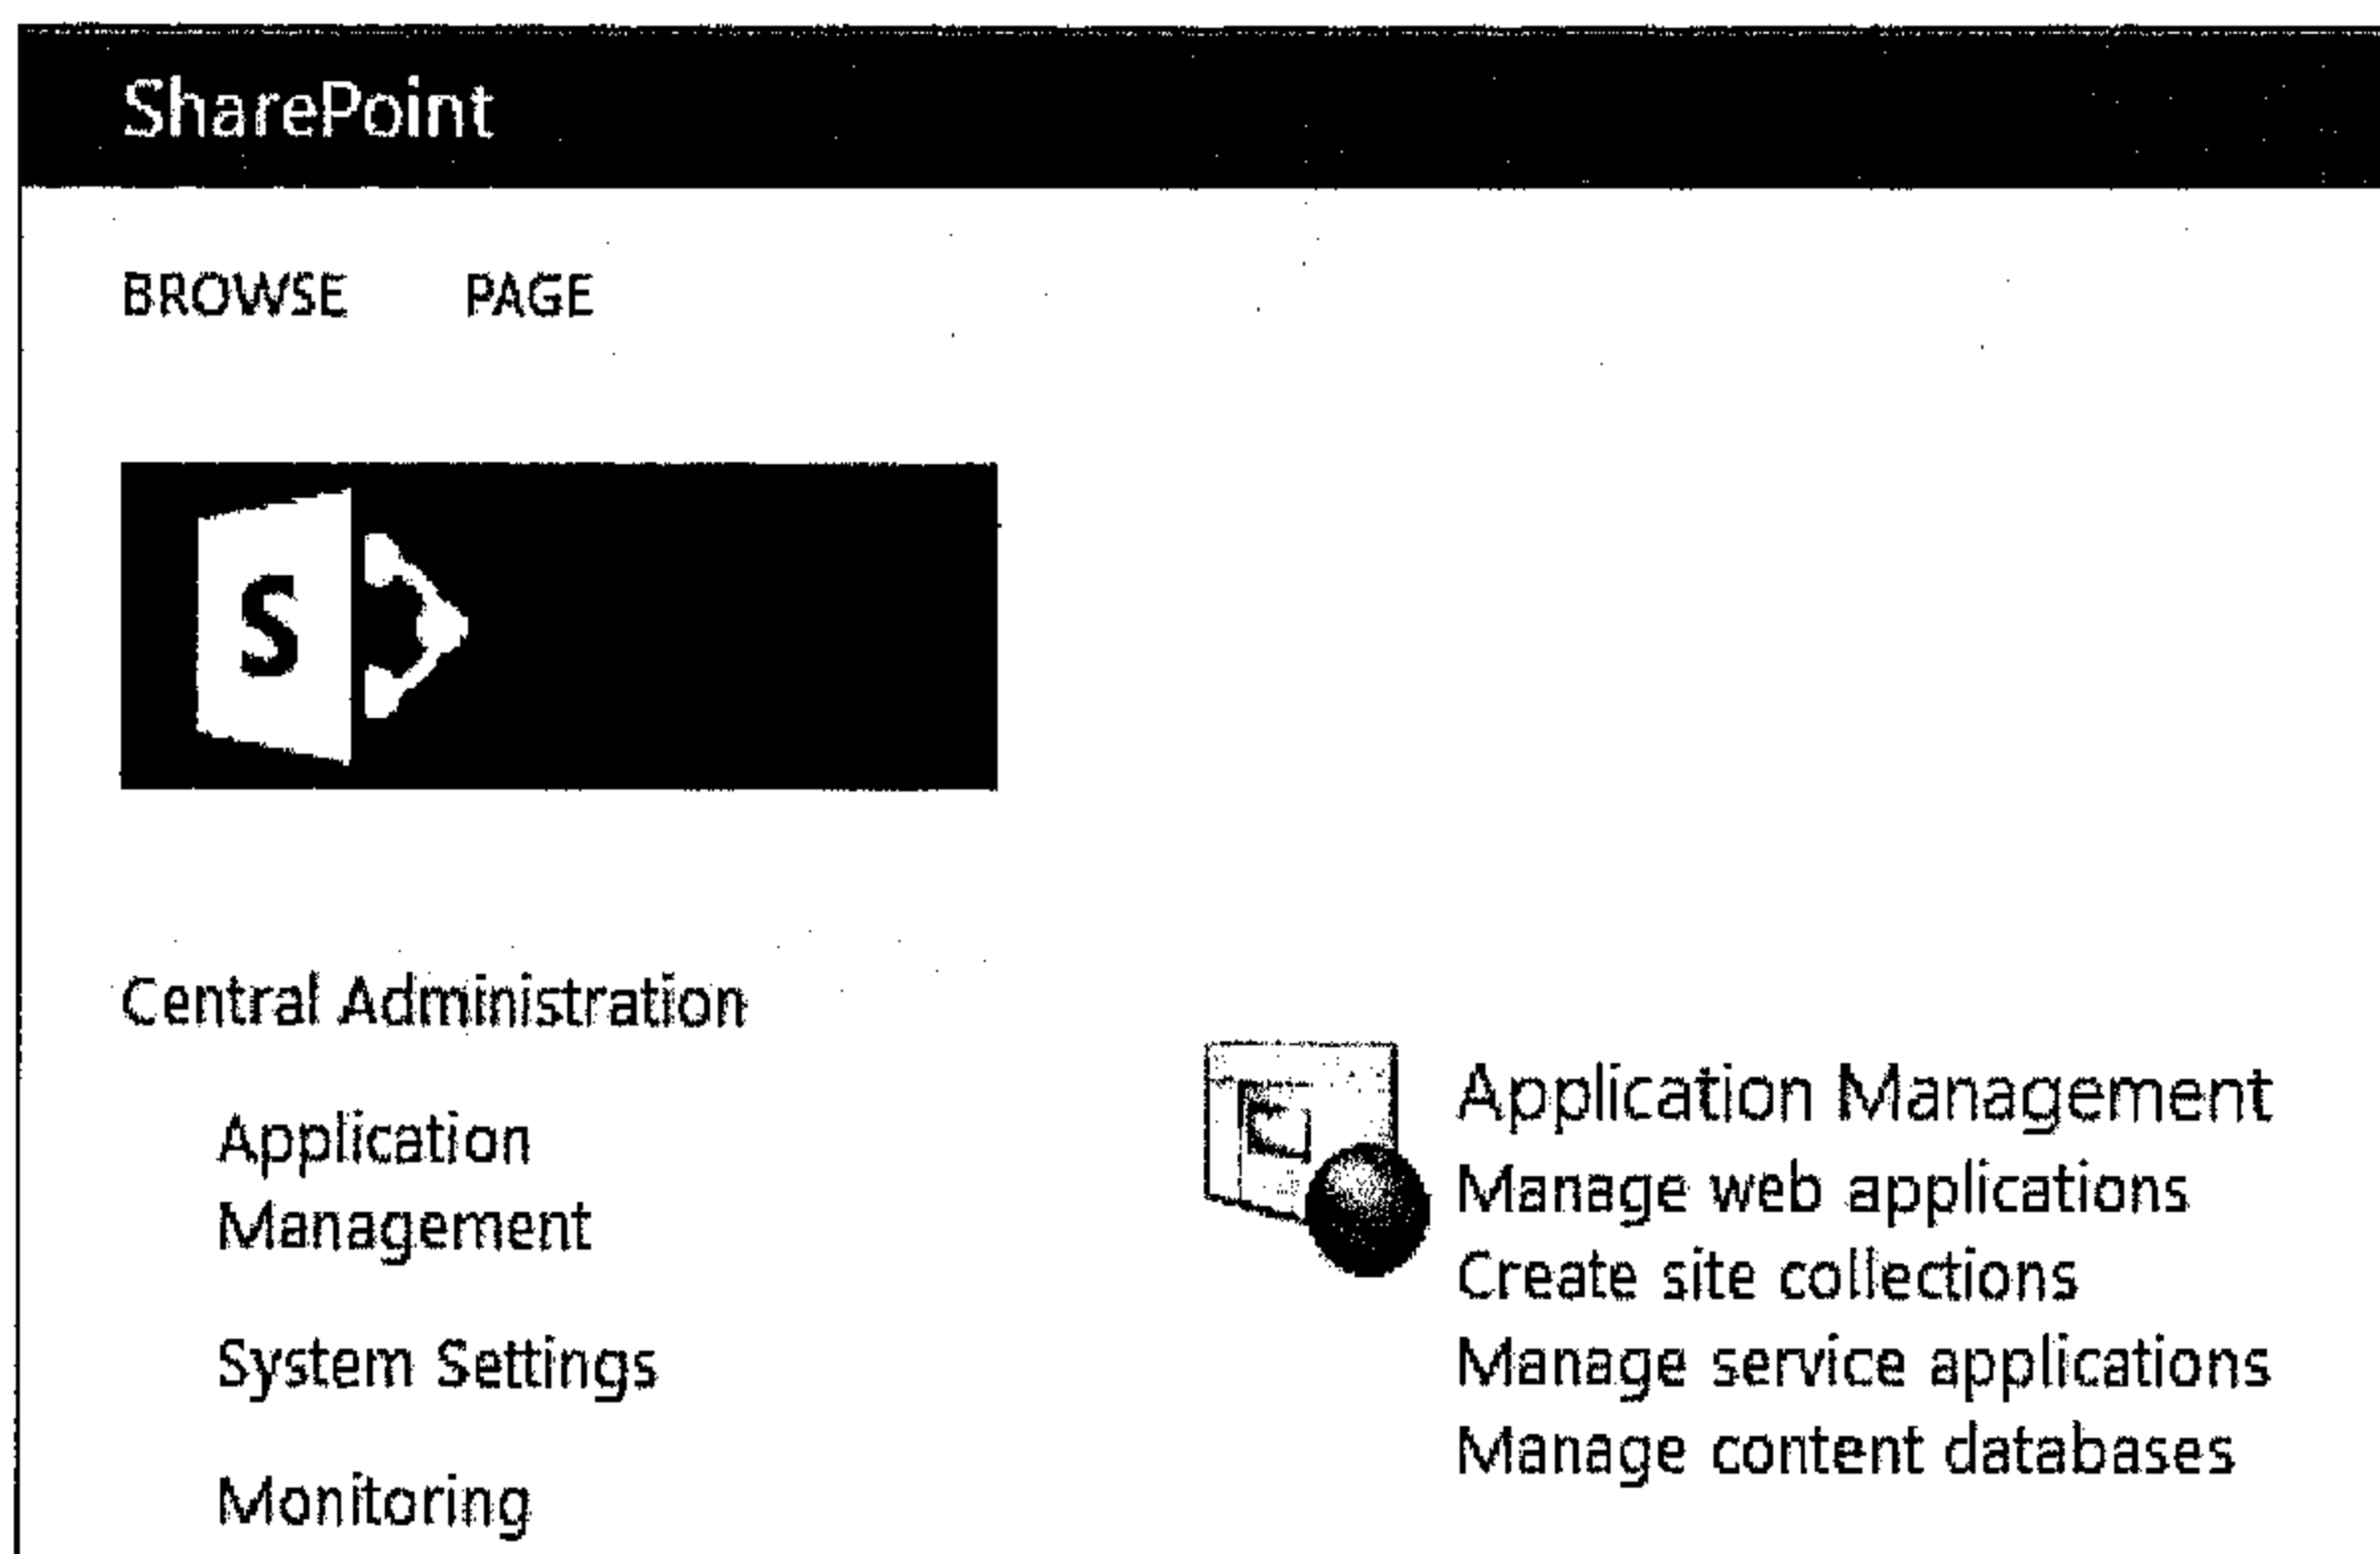 SharePoint
BROWSE PAGE
S
Central Administration
Application
Management
System Settings
Monitoring
Application Management
Manage web applications
Create site collections
Manage service applications
Manage content databases